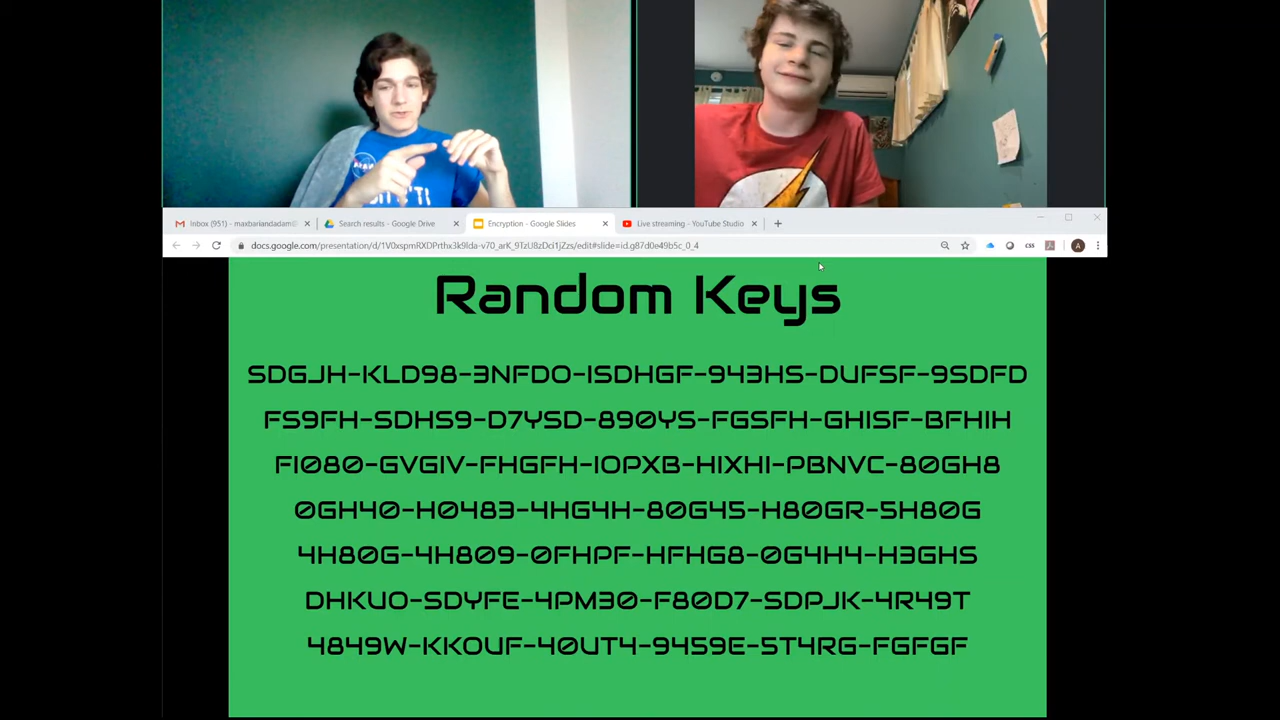 Inbox (951) - maxbariandadam@
Search results - Google Drive
Encryption - Google Slides
Live streaming - YouTube Studio
Random Keys
SDGJH-KLD98-3NFDO-ISDHGF-943HS-DUFSF-9SDFD
FS9FH-SDHS9-D7YSD-890YS-FGSFH-GHISF-BFHIH
FI080-GVGIV-FHGFH-IOPXB-HIXHI-PBNVC-80GH8
0GH40-H0483-4HG4H-80G45-H80GR-5H80G
4H80G-4H809-0FHPF-HFHG8-0G4H4-H3GHS
DHKUO-SDYFE-4PM30-F80D7-SDPJK-4R49T
4849W-KKOUF-40UT4-9459E-5T4RG-FGFGF